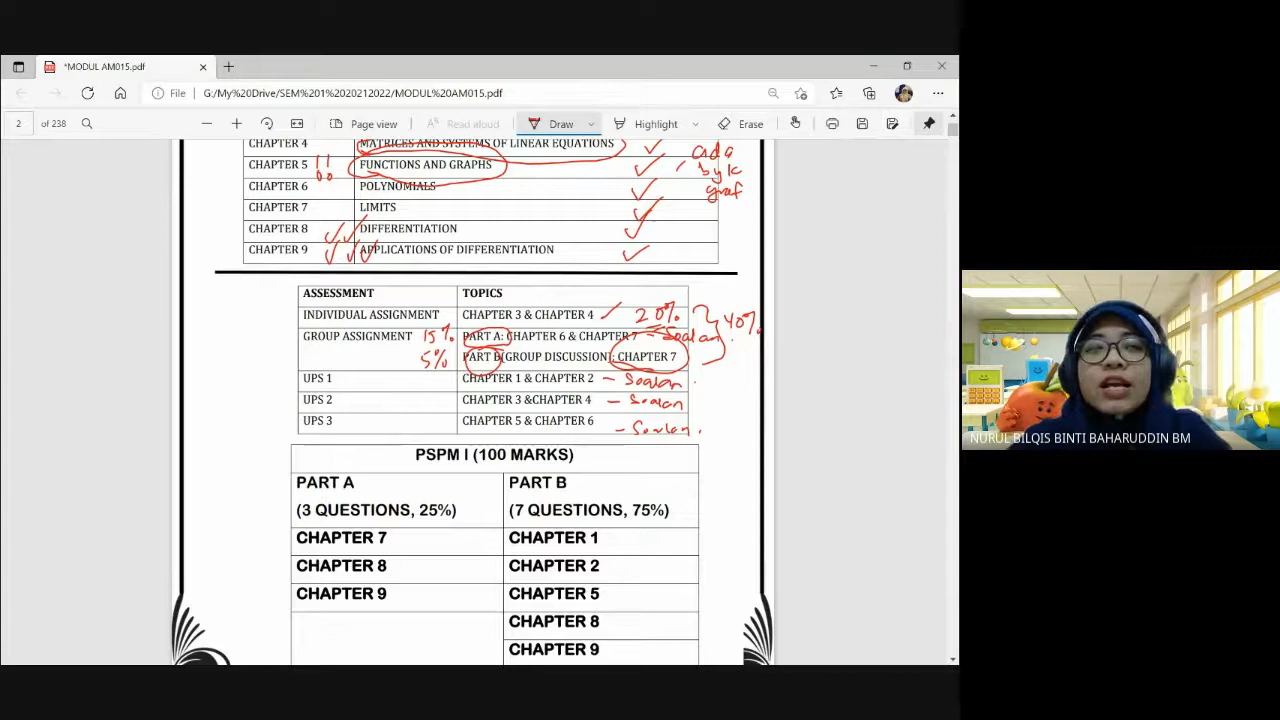 *MODUL AM015.pdf
File G:/My%20Drive/SEM%201%2020212022/MODUL%20AM015.pdf
2 of 238 Page view Read aloud Draw Highlight Erase
CHAPTER 4 MATRICES AND SYSTEMS OF LINEAR EQUATIONS
ada
CHAPTER 5 !! FUNCTIONS AND GRAPHS
byk
CHAPTER 6 POLYNOMIALS
graf
CHAPTER 7 LIMITS
CHAPTER 8 DIFFERENTIATION
CHAPTER 9 APPLICATIONS OF DIFFERENTIATION
ASSESSMENT TOPICS
INDIVIDUAL ASSIGNMENT CHAPTER 3 & CHAPTER 4 20%
40%
GROUP ASSIGNMENT 15% PART A: CHAPTER 6 & CHAPTER 7 - Soalan
5% PART B(GROUP DISCUSSION): CHAPTER 7
UPS 1 CHAPTER 1 & CHAPTER 2 - Soalan
UPS 2 CHAPTER 3 &CHAPTER 4 - Soalan
UPS 3 CHAPTER 5 & CHAPTER 6 - Soalan
PSPM I (100 MARKS)
PART A PART B
(3 QUESTIONS, 25%) (7 QUESTIONS, 75%)
CHAPTER 7 CHAPTER 1
CHAPTER 8 CHAPTER 2
CHAPTER 9 CHAPTER 5
CHAPTER 8
CHAPTER 9
NURUL BILQIS BINTI BAHARUDDIN BM